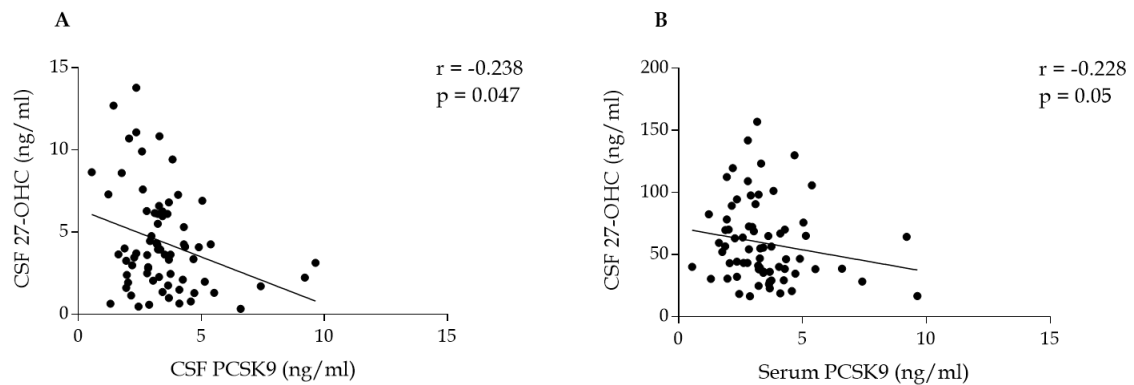 A
15
10
5
0
CSF 27-OHC (ng/ml)
0 5 10 15
CSF PCSK9 (ng/ml)
r = -0.238
p = 0.047
B
200
150
100
50
0
CSF 27-OHC (ng/ml)
0 5 10 15
Serum PCSK9 (ng/ml)
r = -0.228
p = 0.05